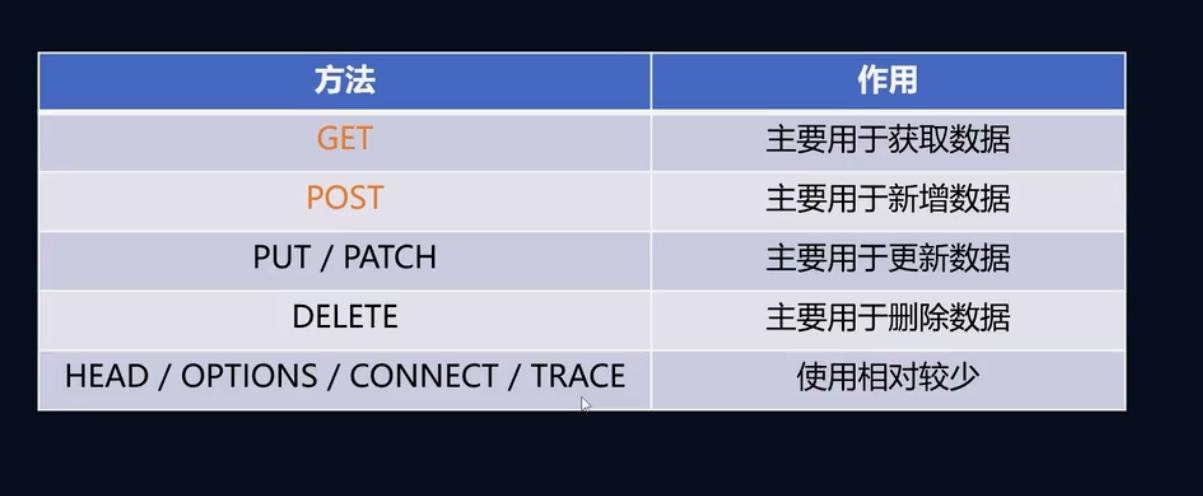 方法 作用
GET 主要用于获取数据
POST 主要用于新增数据
PUT / PATCH 主要用于更新数据
DELETE 主要用于删除数据
HEAD / OPTIONS / CONNECT / TRACE 使用相对较少